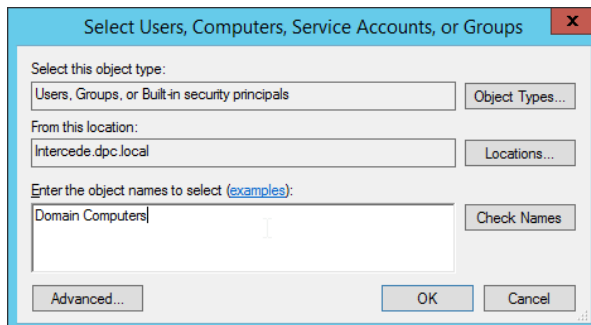 Select Users, Computers, Service Accounts, or Groups
x
Select this object type:
Users, Groups, or Built-in security principals
Object Types...
From this location:
Intercede.dpc.local
Locations...
Enter the object names to select (examples):
Domain Computers
Check Names
Advanced...
OK
Cancel